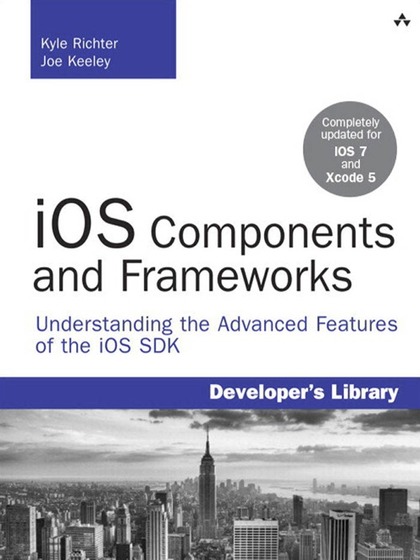 Kyle Richter
Joe Keeley
Completely
updated for
IOS 7
and
Xcode 5
iOS Components
and Frameworks
Understanding the Advanced Features
of the iOS SDK
Developer's Library